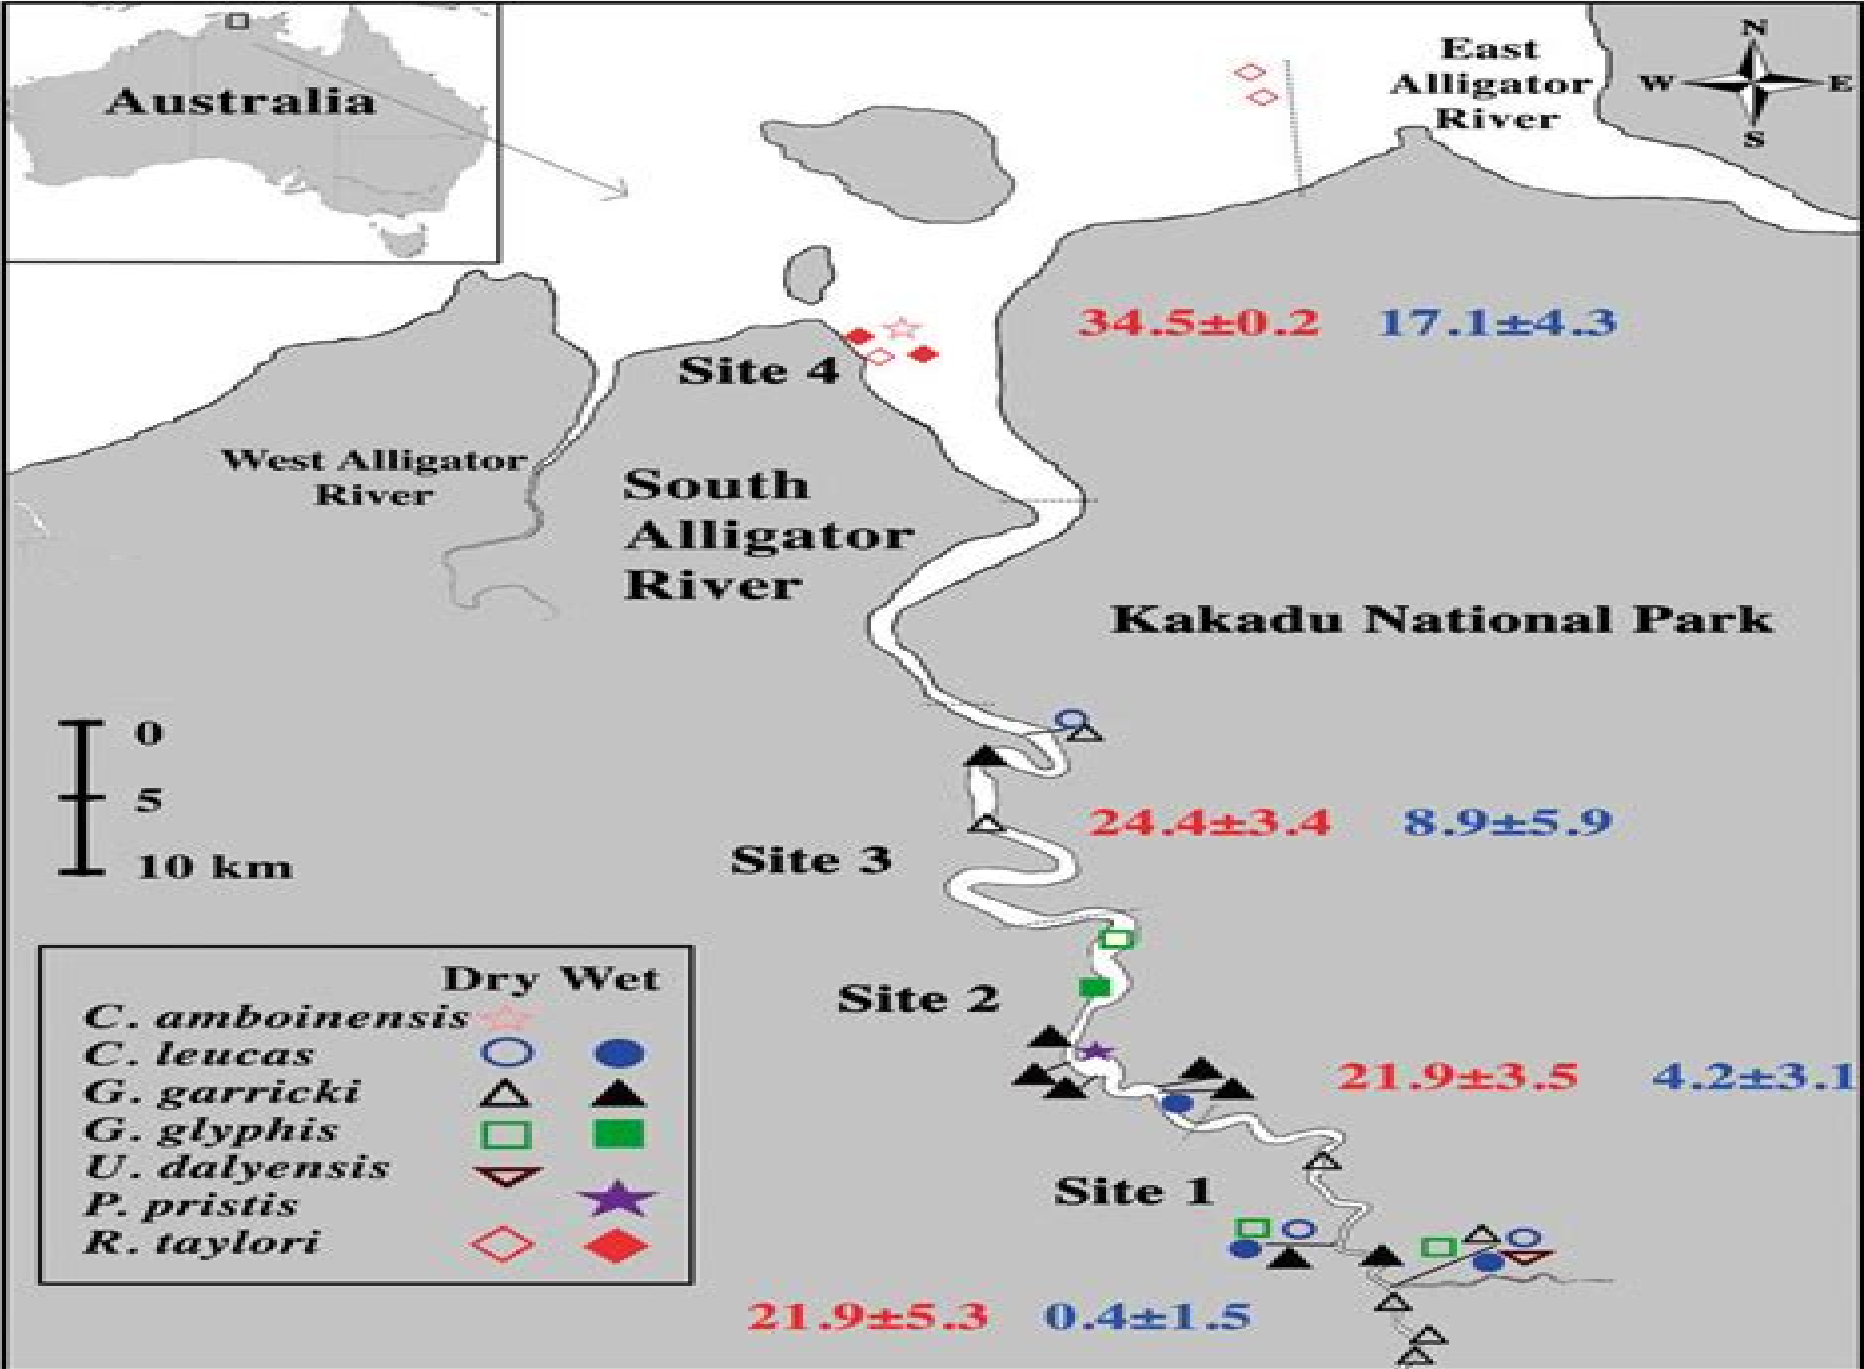 Australia
East
Alligator
River
N
W E
S
34.5±0.2 17.1±4.3
Site 4
West Alligator
River
South
Alligator
River
Kakadu National Park
0
5
10 km
24.4±3.4 8.9±5.9
Site 3
Site 2
Dry Wet
C. amboinensis
C. leucas
G. garricki
G. glyphis
U. dalyensis
P. pristis
R. taylori
21.9±3.5 4.2±3.1
Site 1
21.9±5.3 0.4±1.5